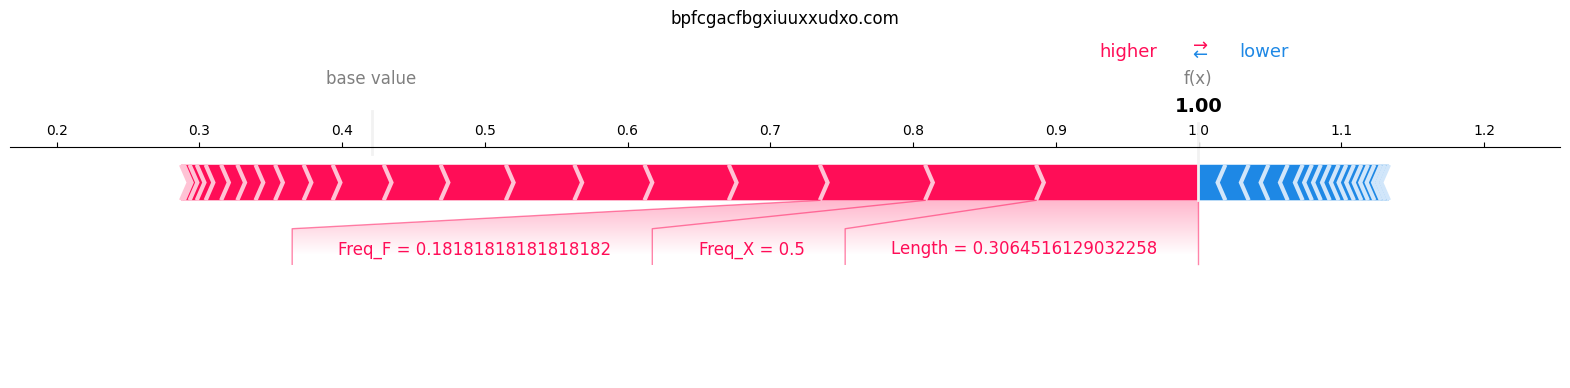 bpfcgacfbgxiuuxxudxo.com
higher ⇄ lower
base value f(x)
1.00
0.2 0.3 0.4 0.5 0.6 0.7 0.8 0.9 1.0 1.1 1.2
Freq_F = 0.18181818181818182 Freq_X = 0.5 Length = 0.3064516129032258